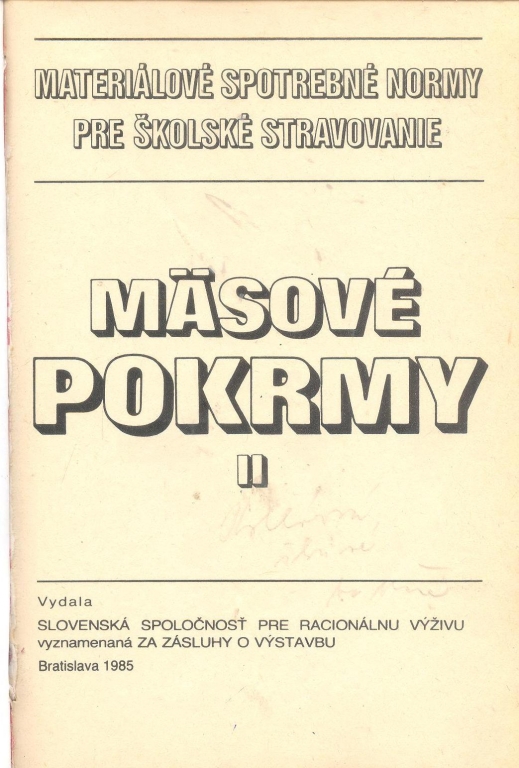 MATERIÁLOVÉ SPOTREBNÉ NORMY
PRE ŠKOLSKÉ STRAVOVANIE
MÄSOVÉ
POKRMY
II
Vydala
SLOVENSKÁ SPOLOČNOSŤ PRE RACIONÁLNU VÝŽIVU
vyznamenaná ZA ZÁSLUHY O VÝSTAVBU
Bratislava 1985